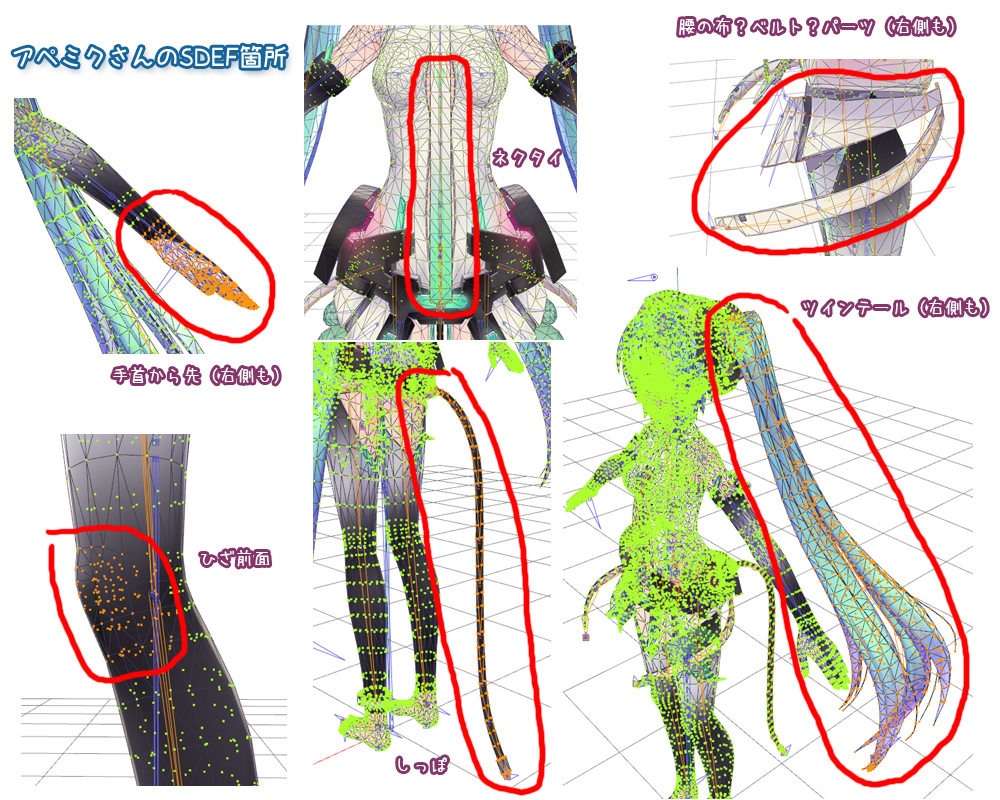 アペミクさんのSDEF箇所
腰の布？ベルト？パーツ（右側も）
ネクタイ
ツインテール（右側も）
手首から先（右側も）
ひざ前面
しっぽ